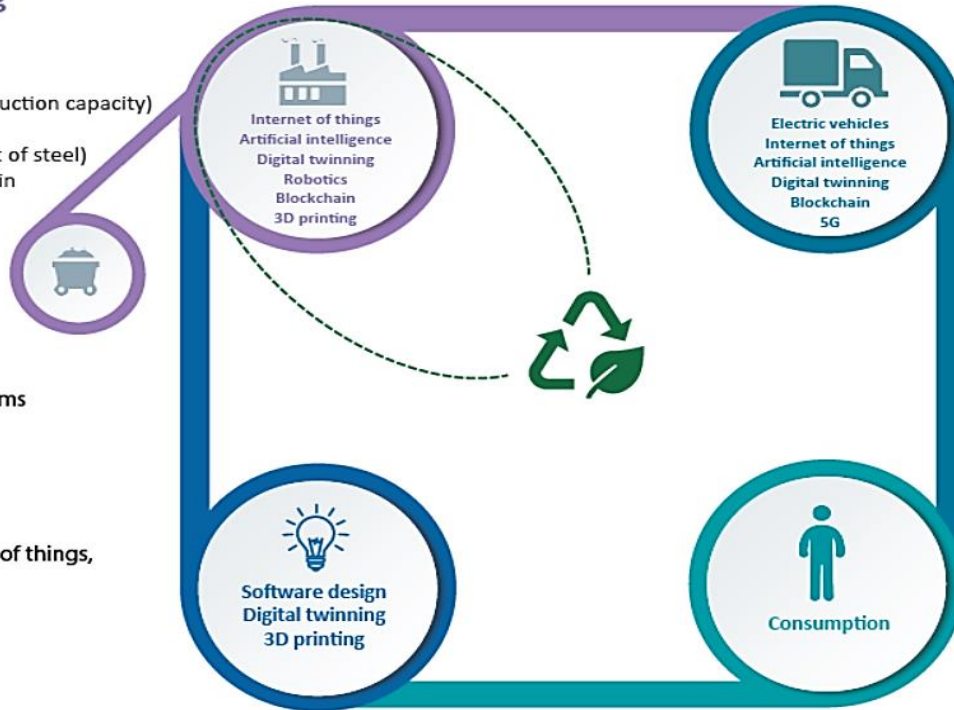 uction capacity)
of steel)
in
ms
of things,
Internet of things
Artificial intelligence
Digital twinning
Robotics
Blockchain
3D printing
Electric vehicles
Internet of things
Artificial intelligence
Digital twinning
Blockchain
5G
Software design
Digital twinning
3D printing
Consumption